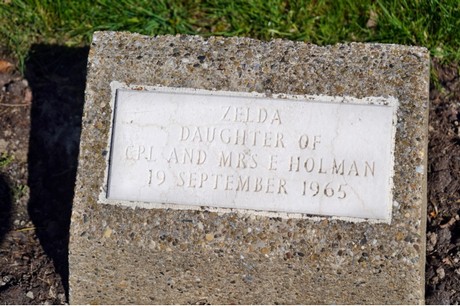 ZELDA
DAUGHTER OF
CPL AND MRS E HOLMAN
19 SEPTEMBER 1965